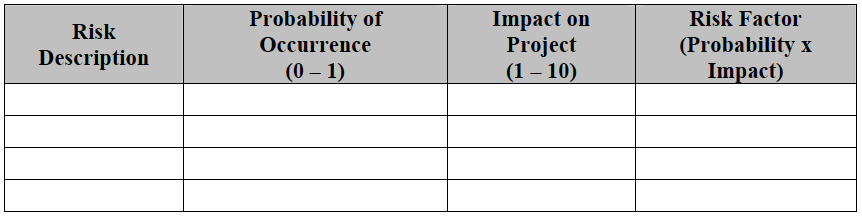 Risk
Description
Probability of
Occurrence
(0 – 1)
Impact on
Project
(1 – 10)
Risk Factor
(Probability x
Impact)